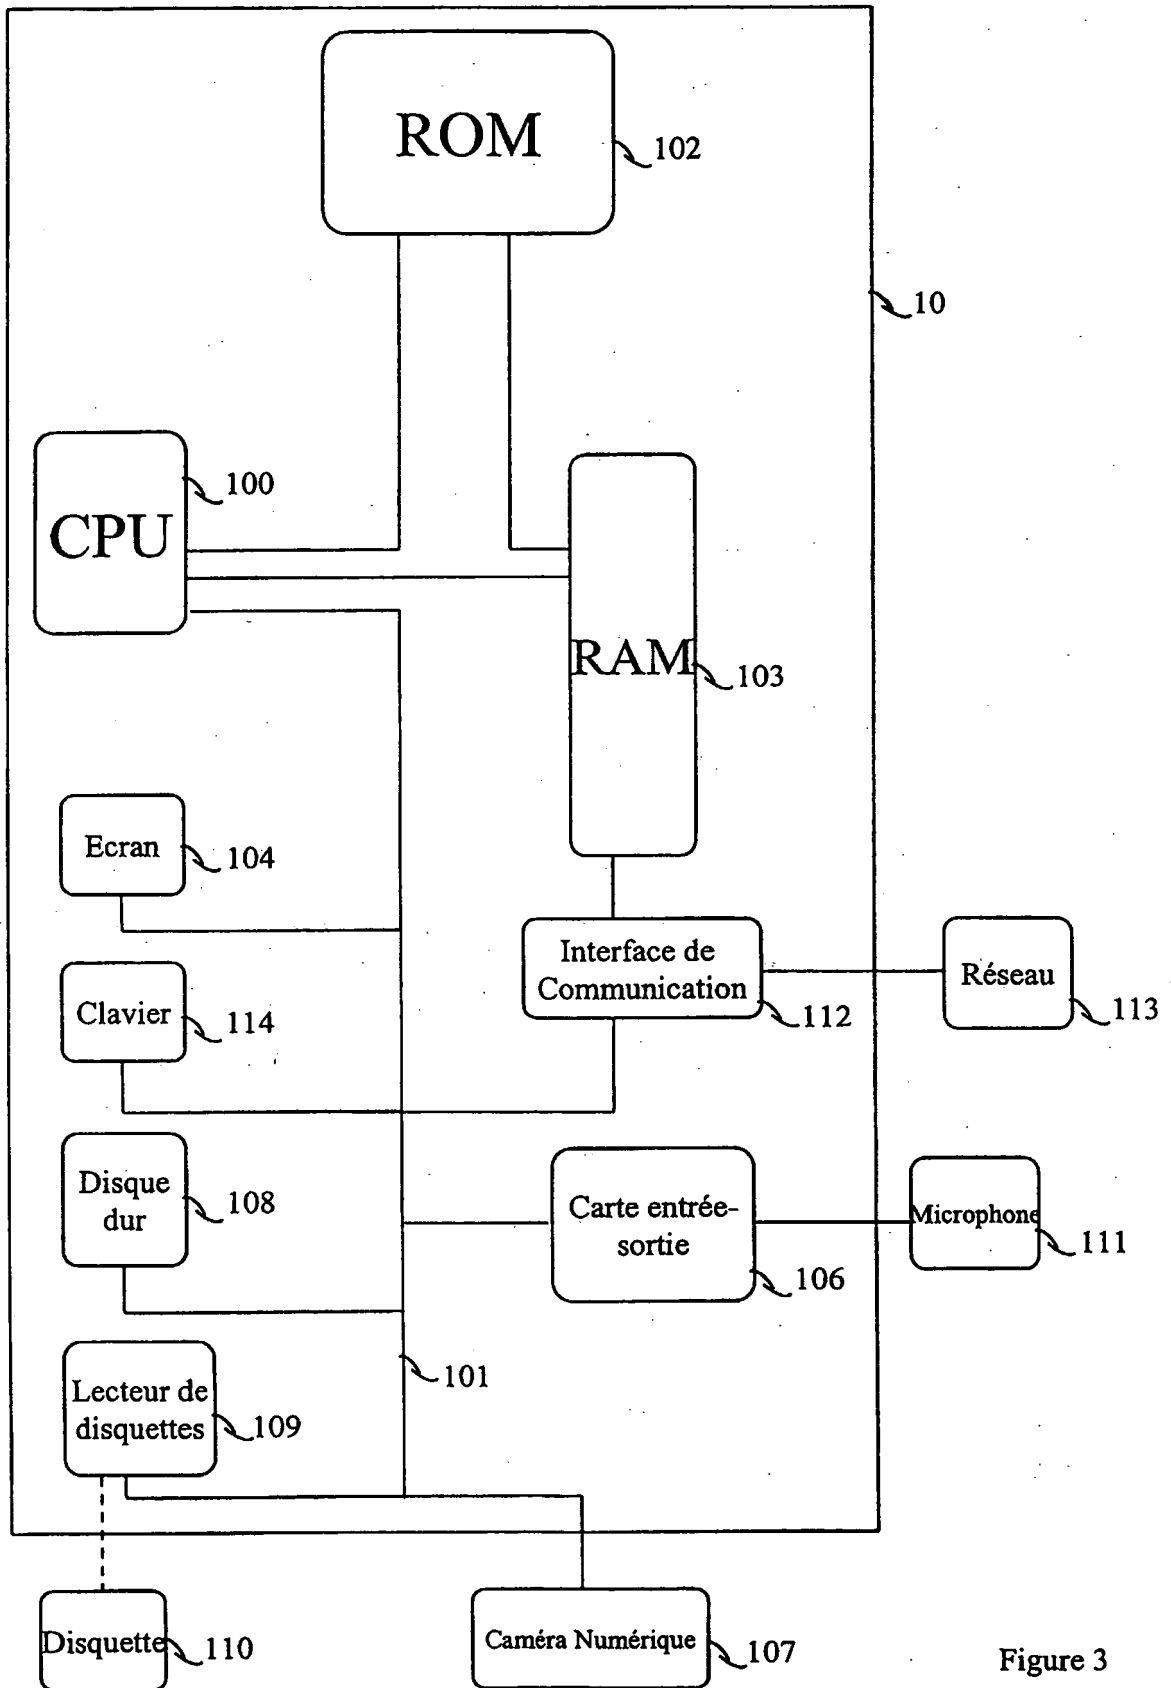 ROM
102
10
100
CPU
RAM
103
Ecran
104
Interface de
Communication
112
Réseau
113
Clavier
114
Disque
dur
108
Carte entrée-
sortie
106
Microphone
111
101
Lecteur de
disquettes
109
Disquette
110
Caméra Numérique
107
Figure 3